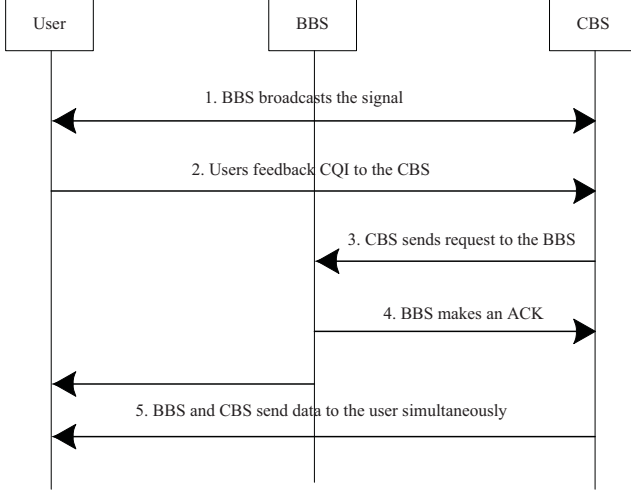 User
BBS
CBS
1. BBS broadcasts the signal
2. Users feedback CQI to the CBS
3. CBS sends request to the BBS
4. BBS makes an ACK
5. BBS and CBS send data to the user simultaneously